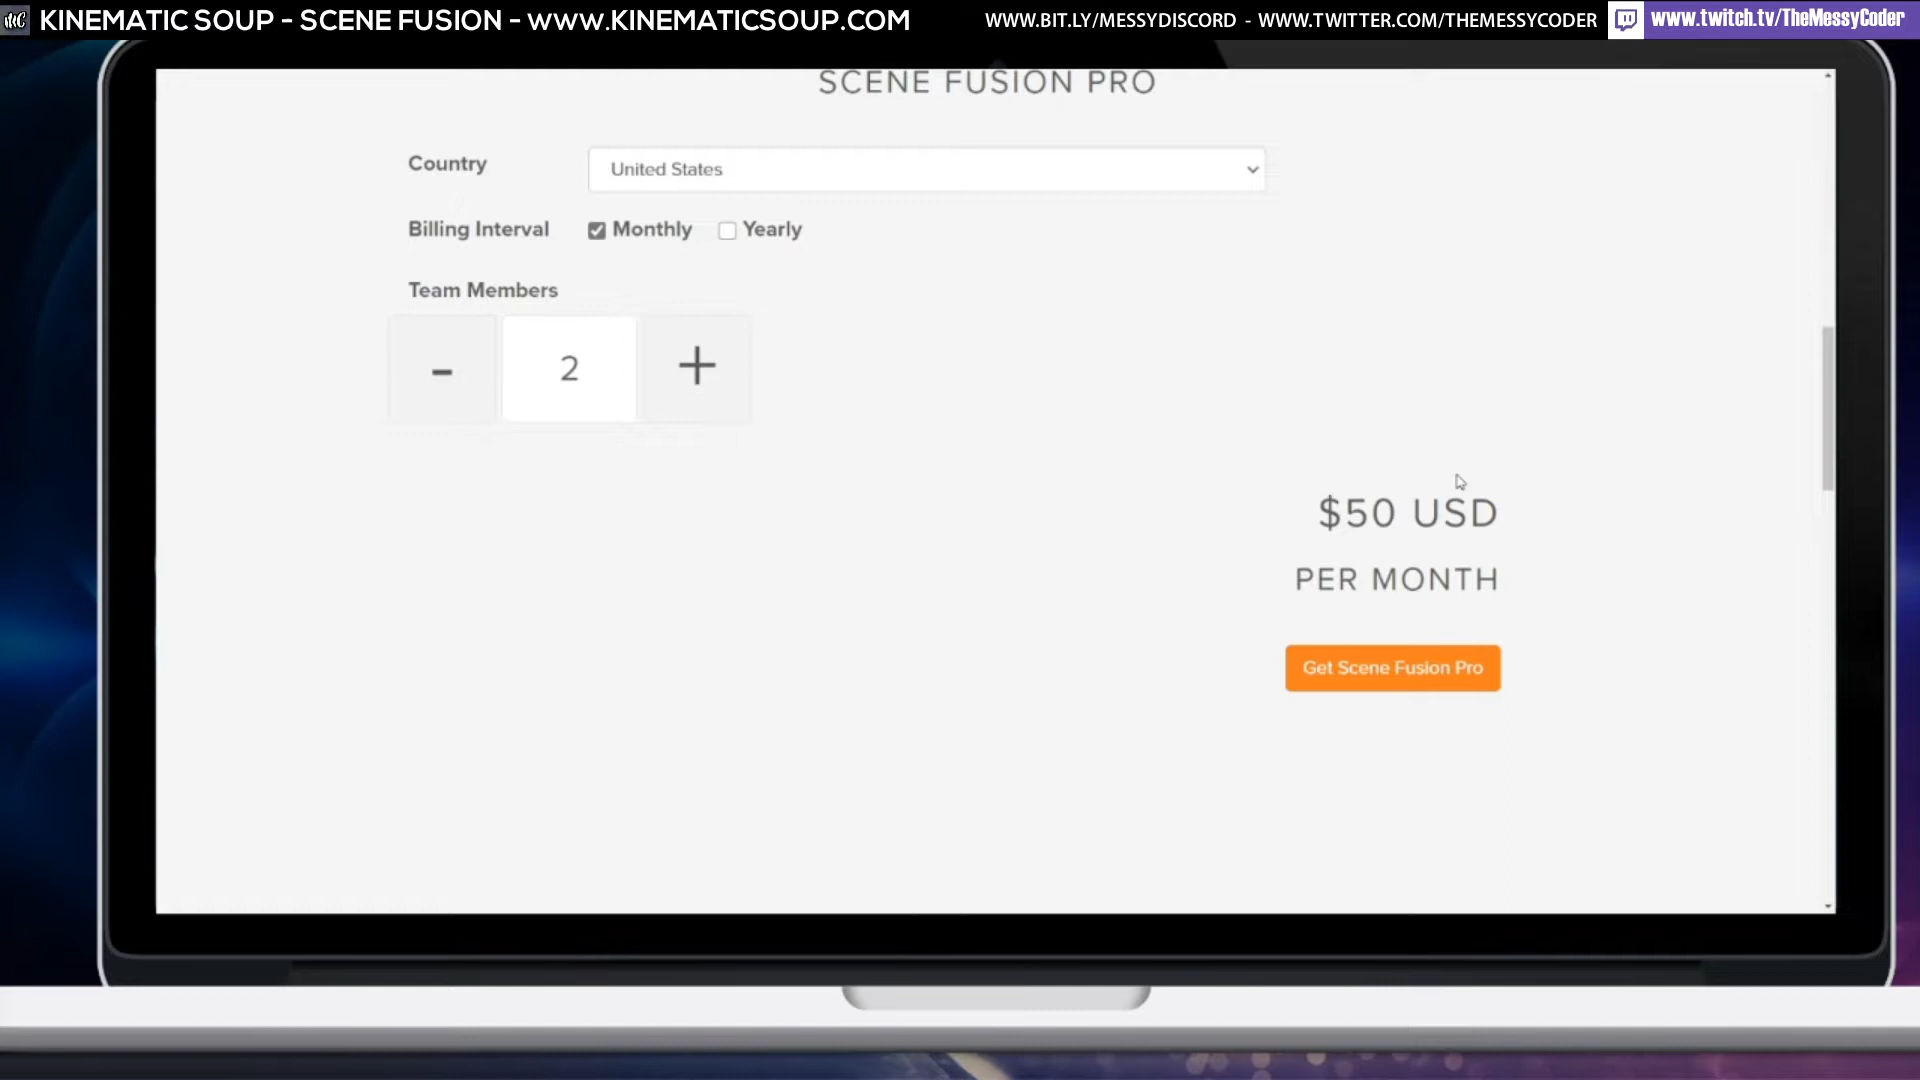 KINEMATIC SOUP - SCENE FUSION - www.KINEMATICSOUP.COM
WWW.BIT.LY/MESSYDISCORD - WWW.TWITTER.COM/THEMESSYCODER
www.twitch.tv/TheMessyCoder
SCENE FUSION PRO
Country
United States
Billing Interval
Monthly
Yearly
Team Members
- 2 +
$50 USD
PER MONTH
Get Scene Fusion Pro